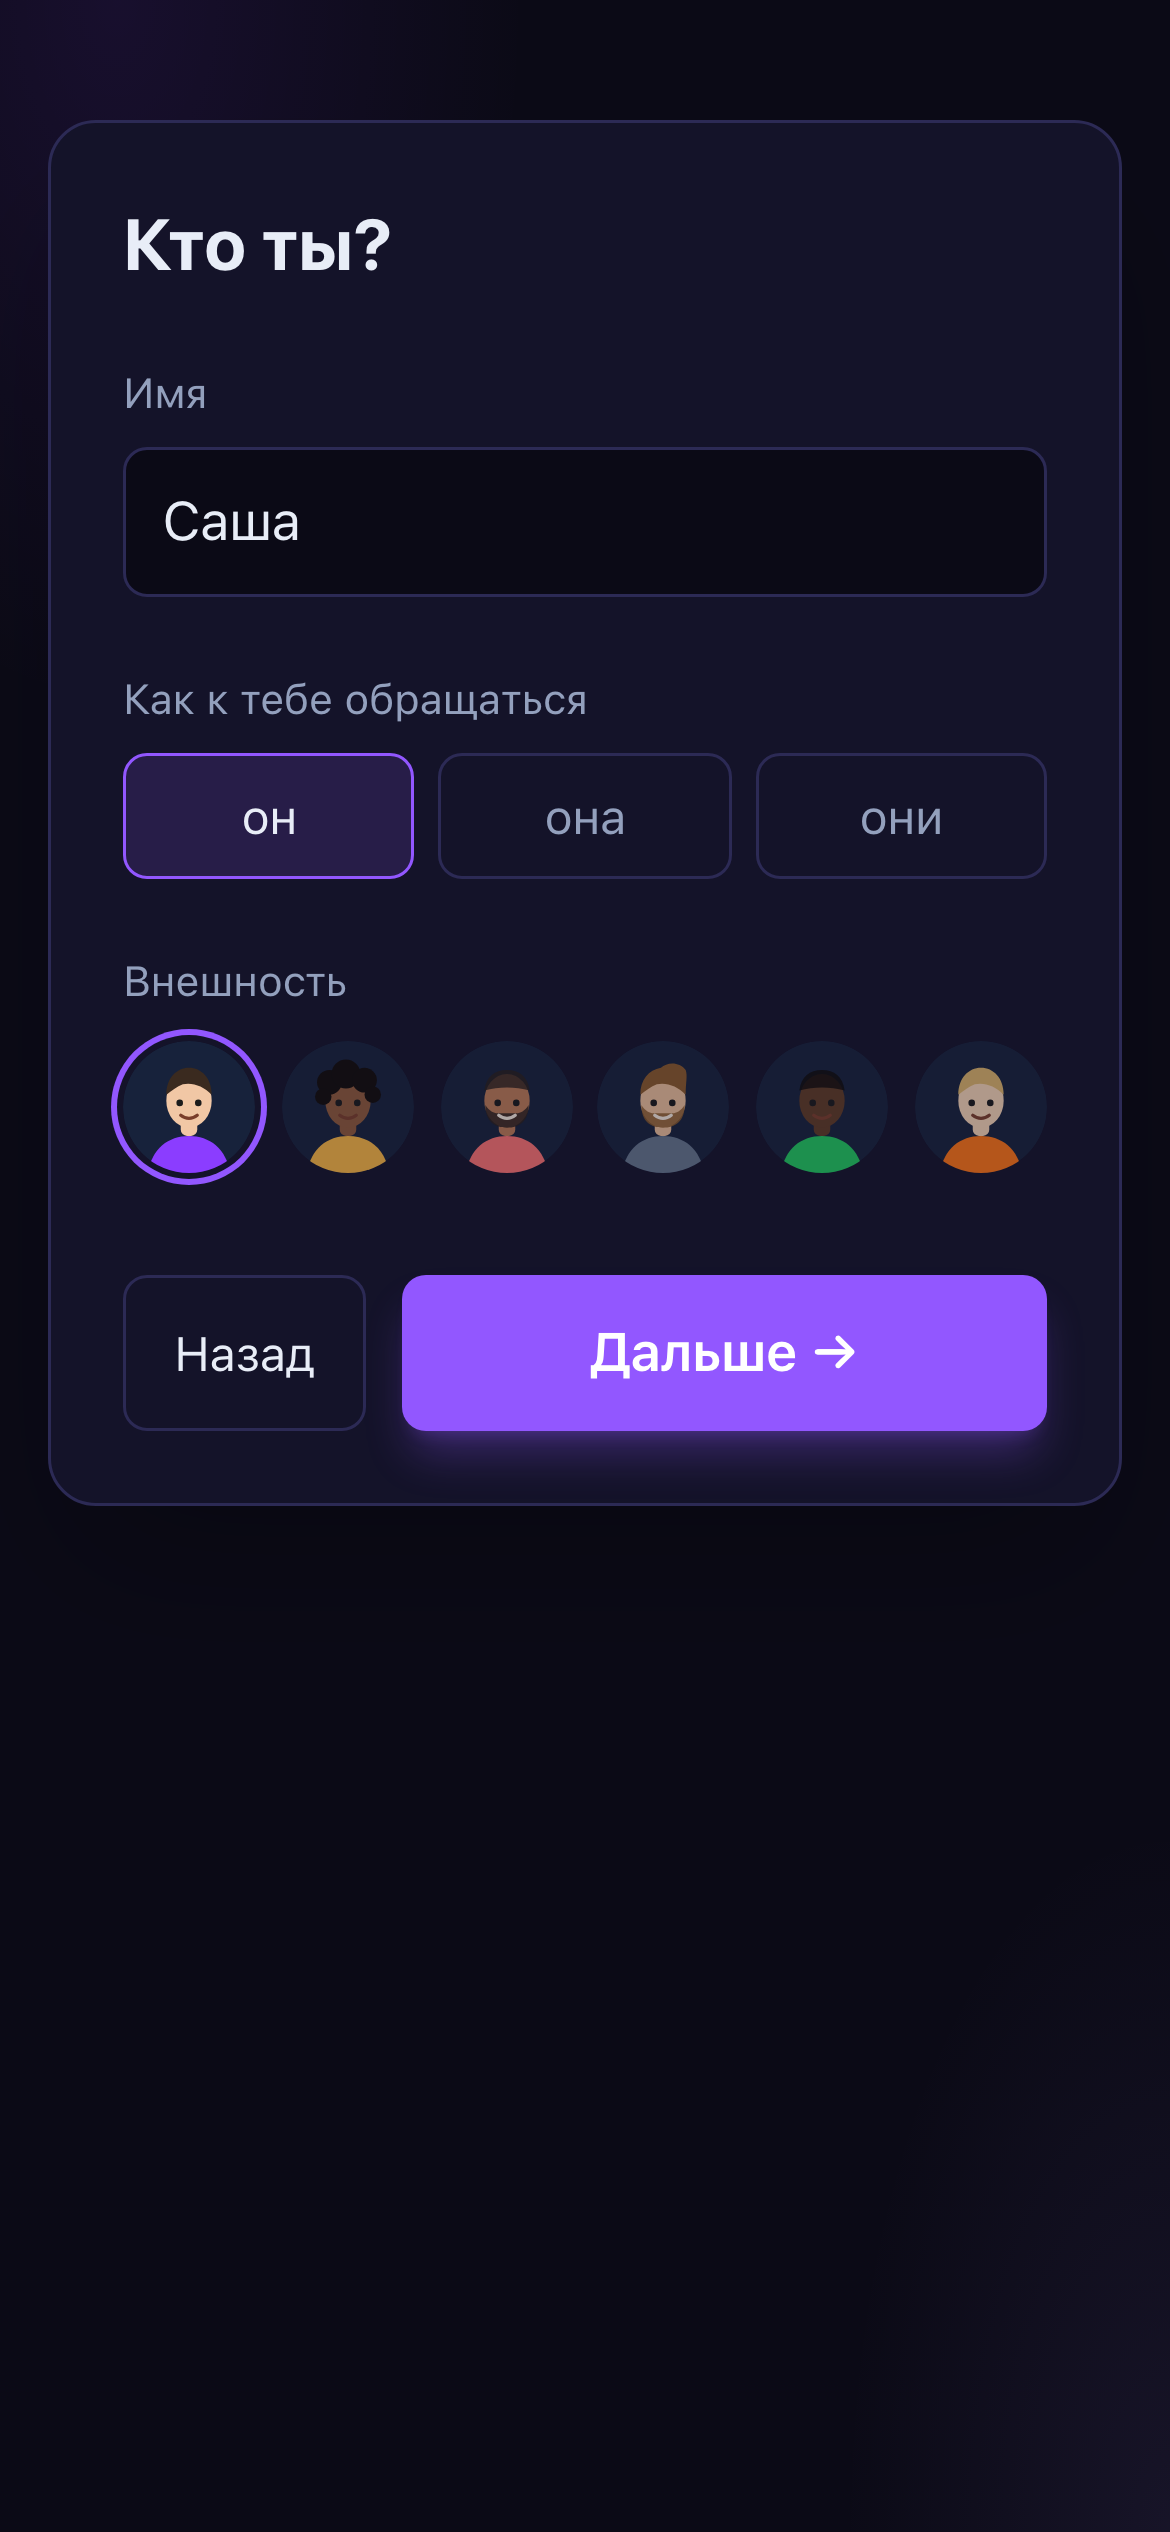 Кто ты?
Имя
Саша
Как к тебе обращаться
он она они
Внешность
Назад Дальше →